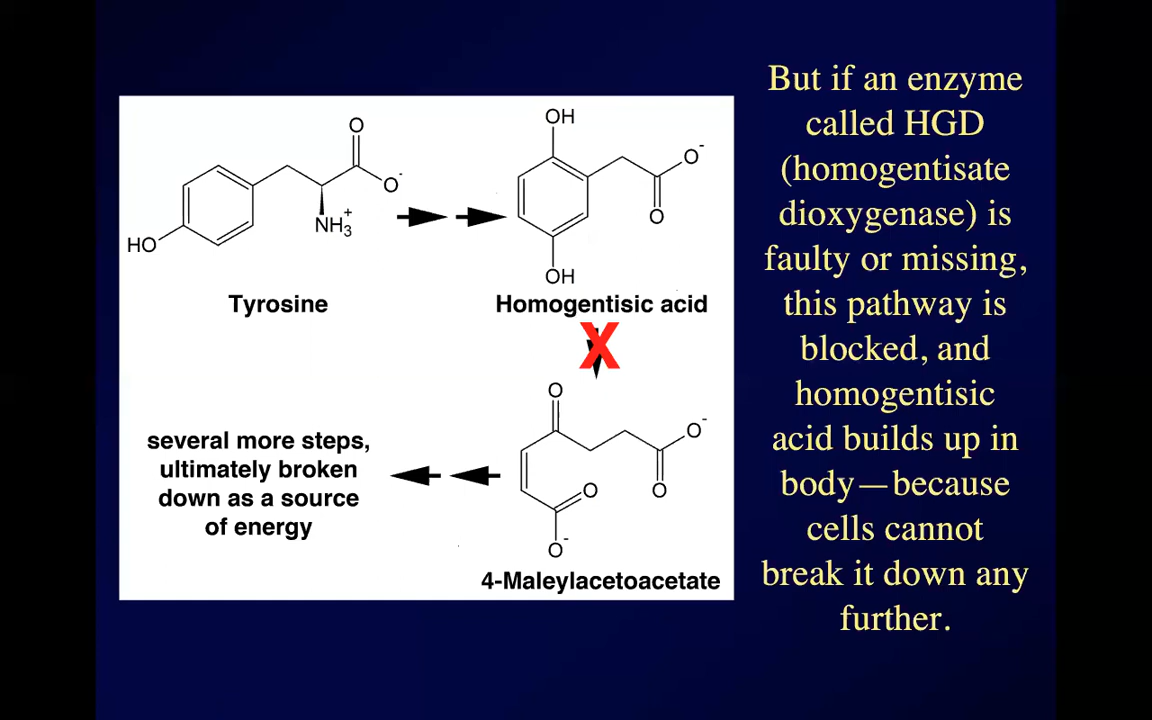 But if an enzyme
called HGD
(homogentisate
dioxygenase) is
faulty or missing,
this pathway is
blocked, and
homogentisic
acid builds up in
body—because
cells cannot
break it down any
further.
O
O-
NH3+
HO
Tyrosine
OH
O-
O
OH
Homogentisic acid
X
O
O-
O
O
O-
4-Maleylacetoacetate
several more steps,
ultimately broken
down as a source
of energy